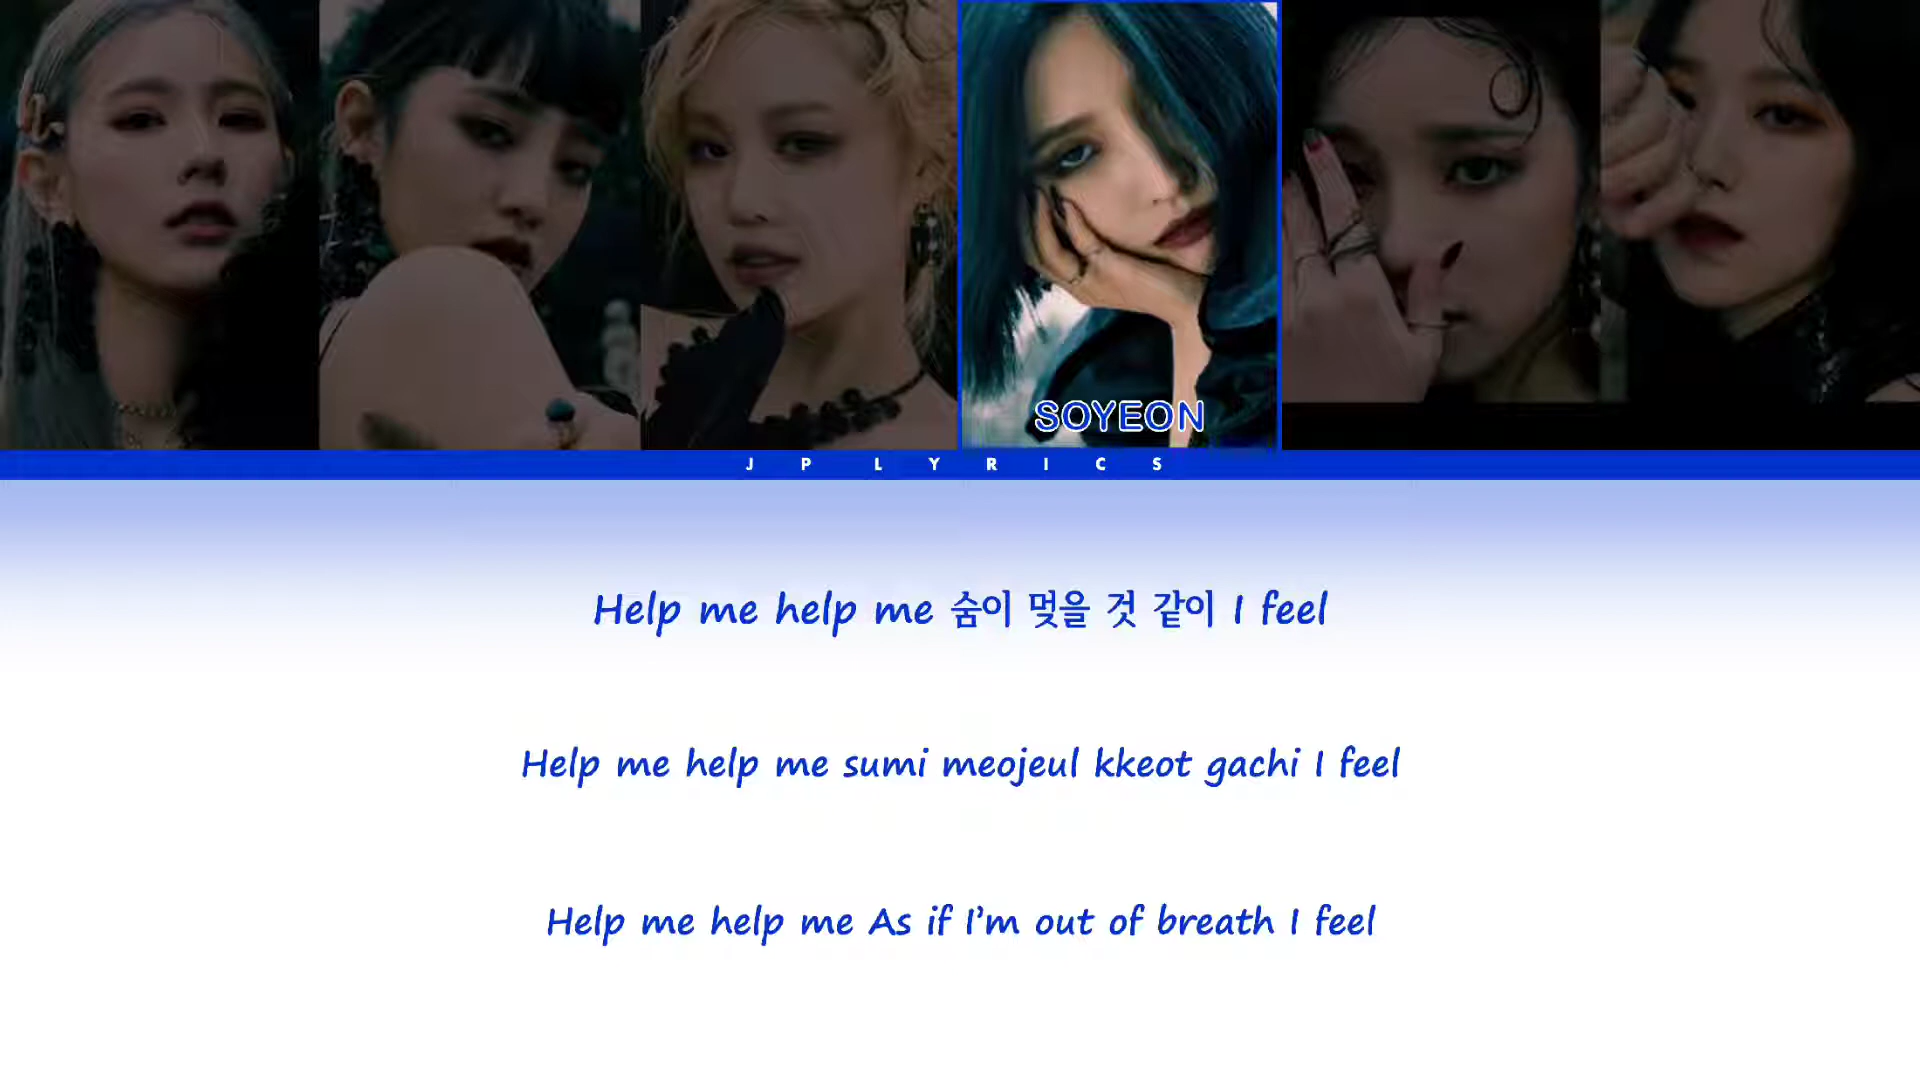 SOYEON
JPLYRICS
Help me help me 숨이 멎을 것 같이 I feel
Help me help me sumi meojeul kkeot gachi I feel
Help me help me As if I'm out of breath I feel